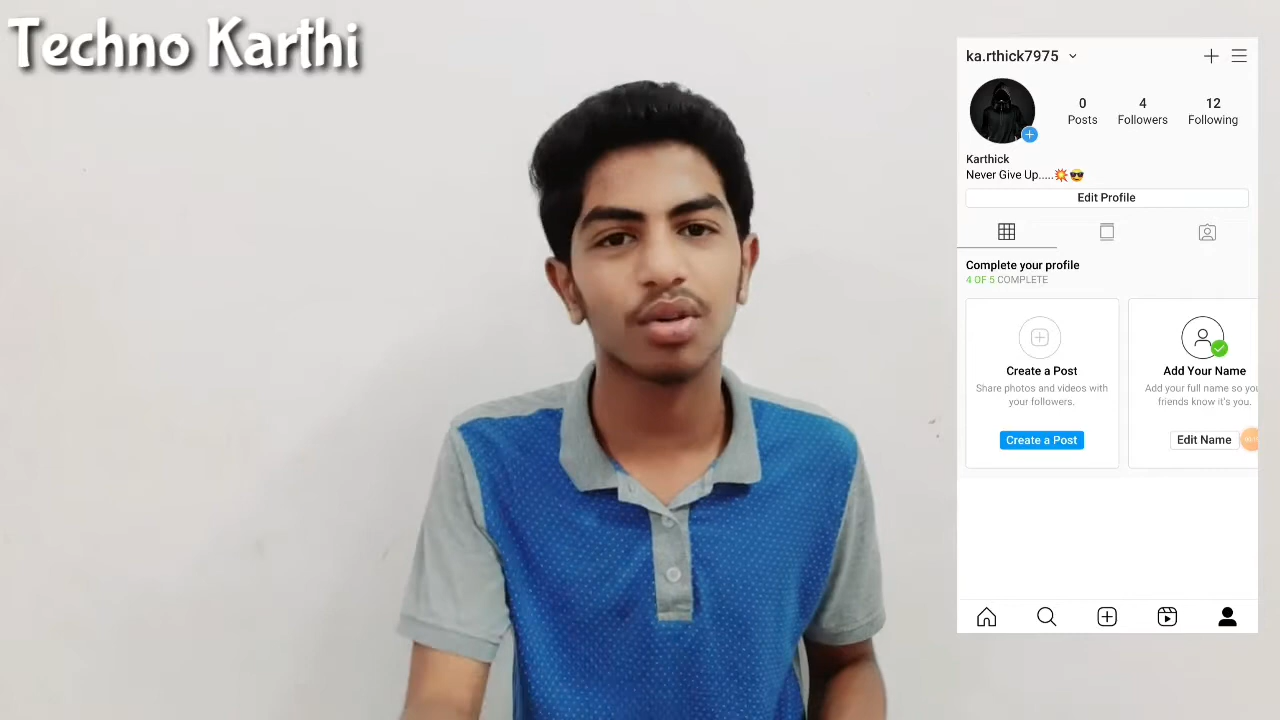 Techno Karthi
ka.rthick7975
0 4 12
Posts Followers Following
Karthick
Never Give Up.....💥😎
Edit Profile
Complete your profile
4 OF 5 COMPLETE
Create a Post
Share photos and videos with
your followers.
Create a Post
Add Your Name
Add your full name so you
friends know it's you.
Edit Name